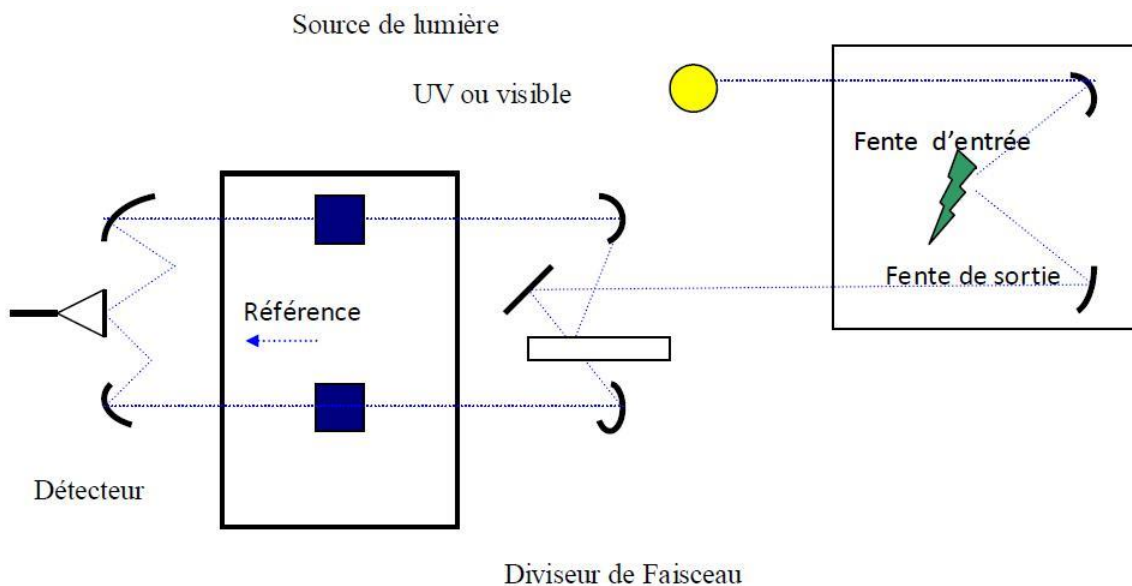 Source de lumière
UV ou visible
Fente d'entrée
Fente de sortie
Référence
Détecteur
Diviseur de Faisceau